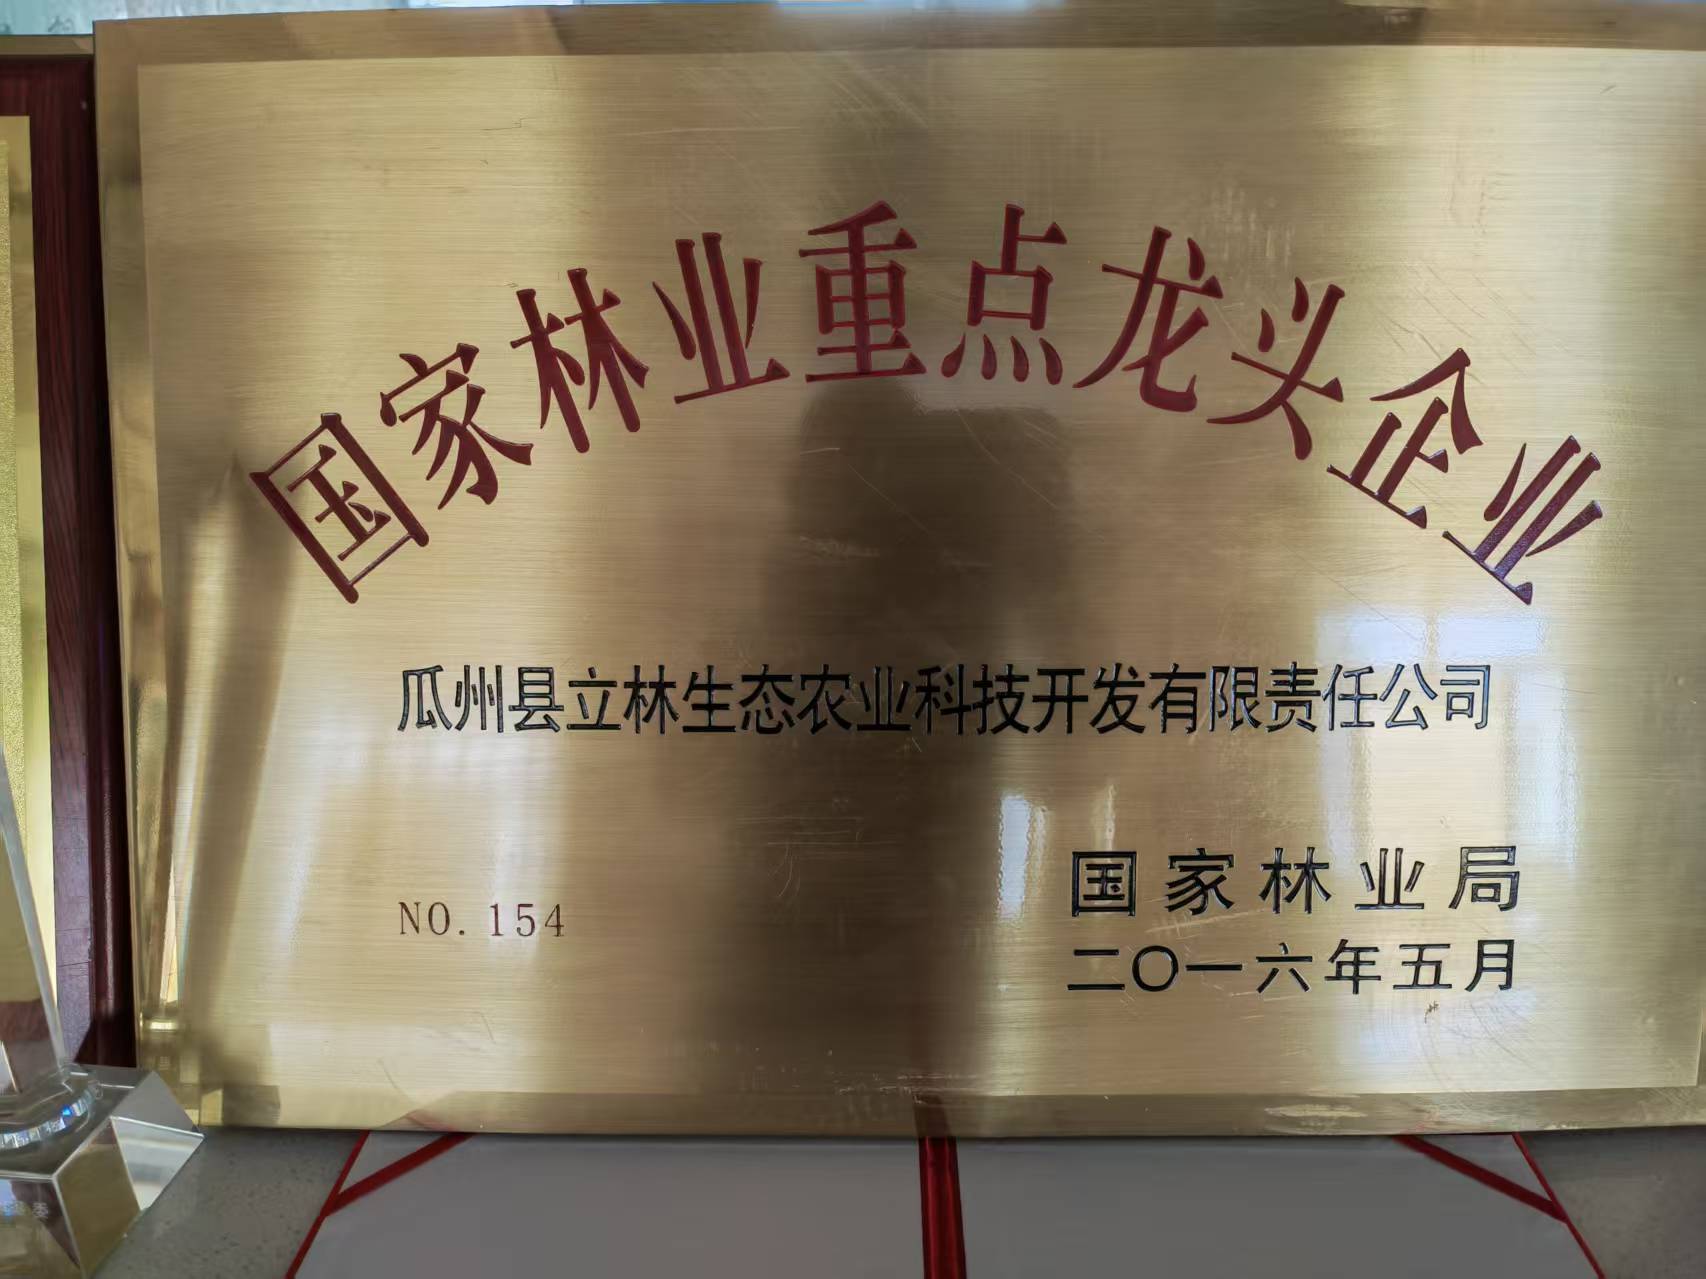 国家林业重点龙头企业
瓜州县立林生态农业科技开发有限责任公司
NO. 154
国家林业局
二〇一六年五月